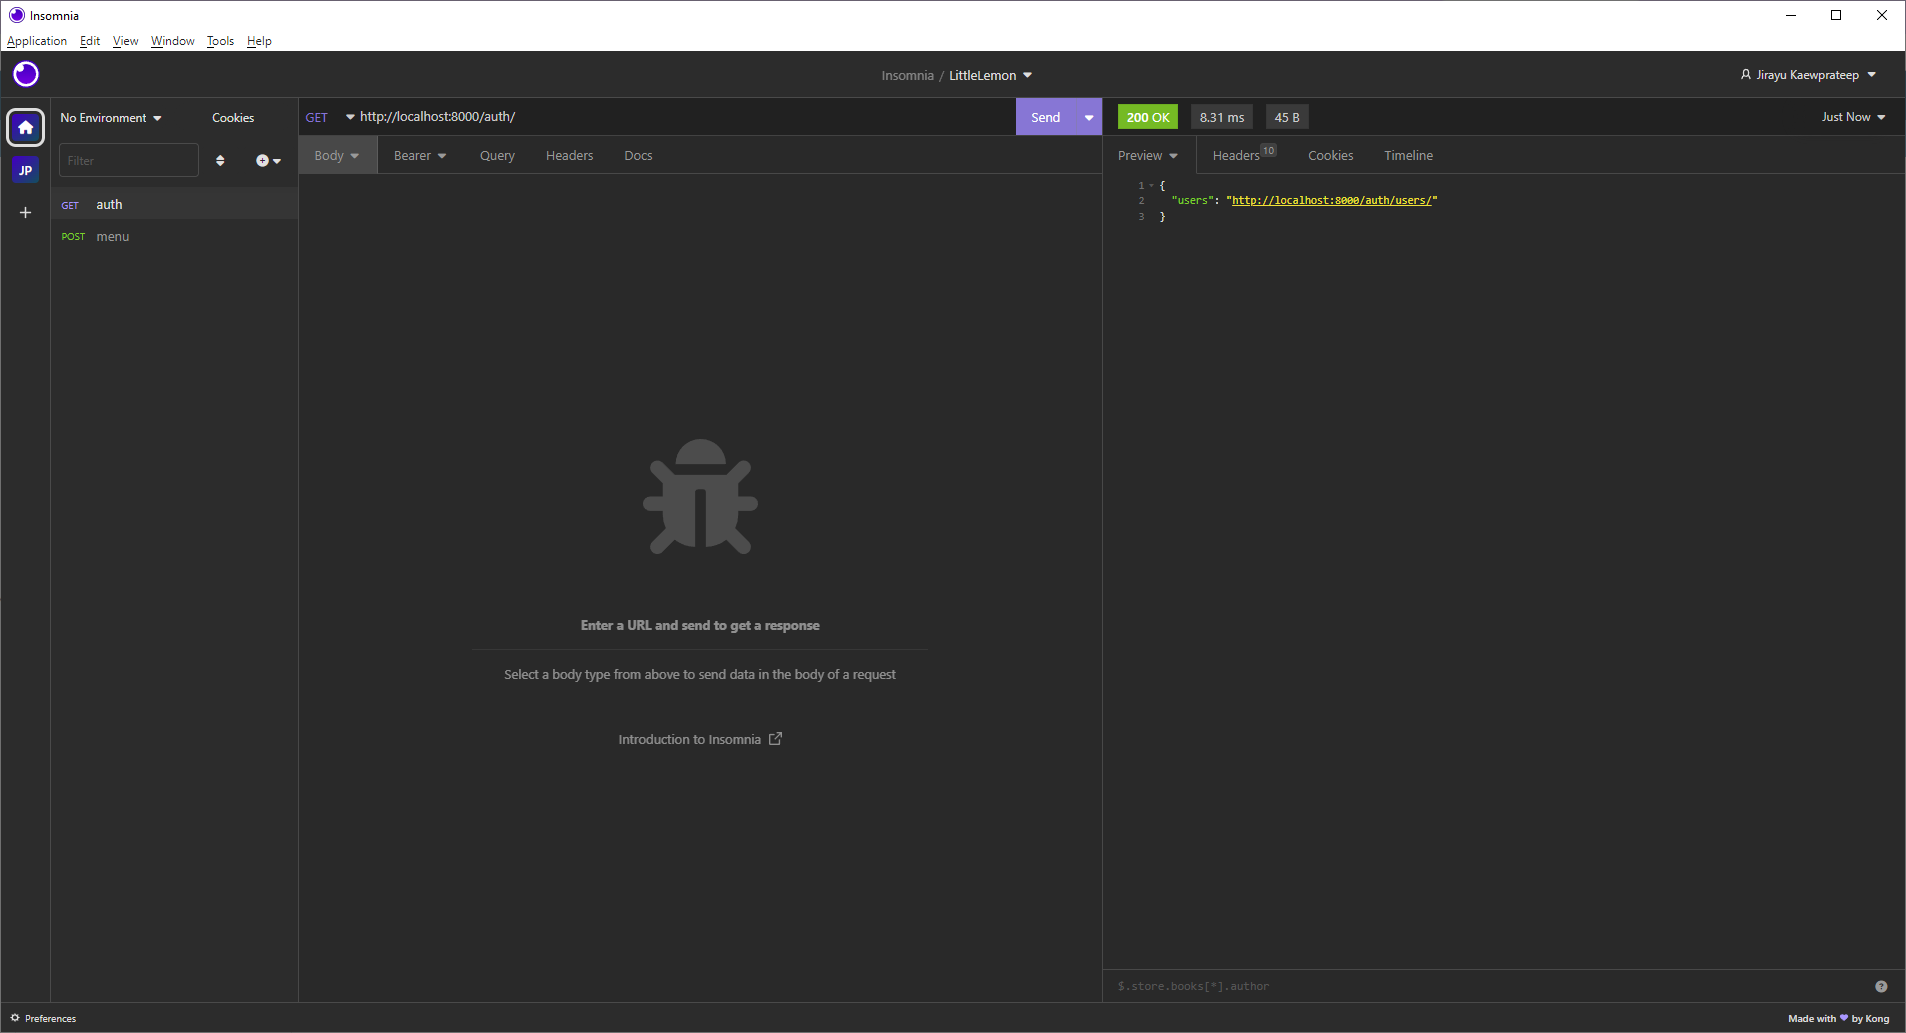 Insomnia
Application Edit View Window Tools Help
Insomnia / LittleLemon
Jirayu Kaewprateep
No Environment Cookies
GET http://localhost:8000/auth/ Send
200 OK 8.31 ms 45 B Just Now
Filter
Body Bearer Query Headers Docs
Preview Headers 10 Cookies Timeline
JP
GET auth
POST menu
1 {
2 "users": "http://localhost:8000/auth/users/"
3 }
Enter a URL and send to get a response
Select a body type from above to send data in the body of a request
Introduction to Insomnia
$.store.books[*].author
Preferences
Made with ♥ by Kong